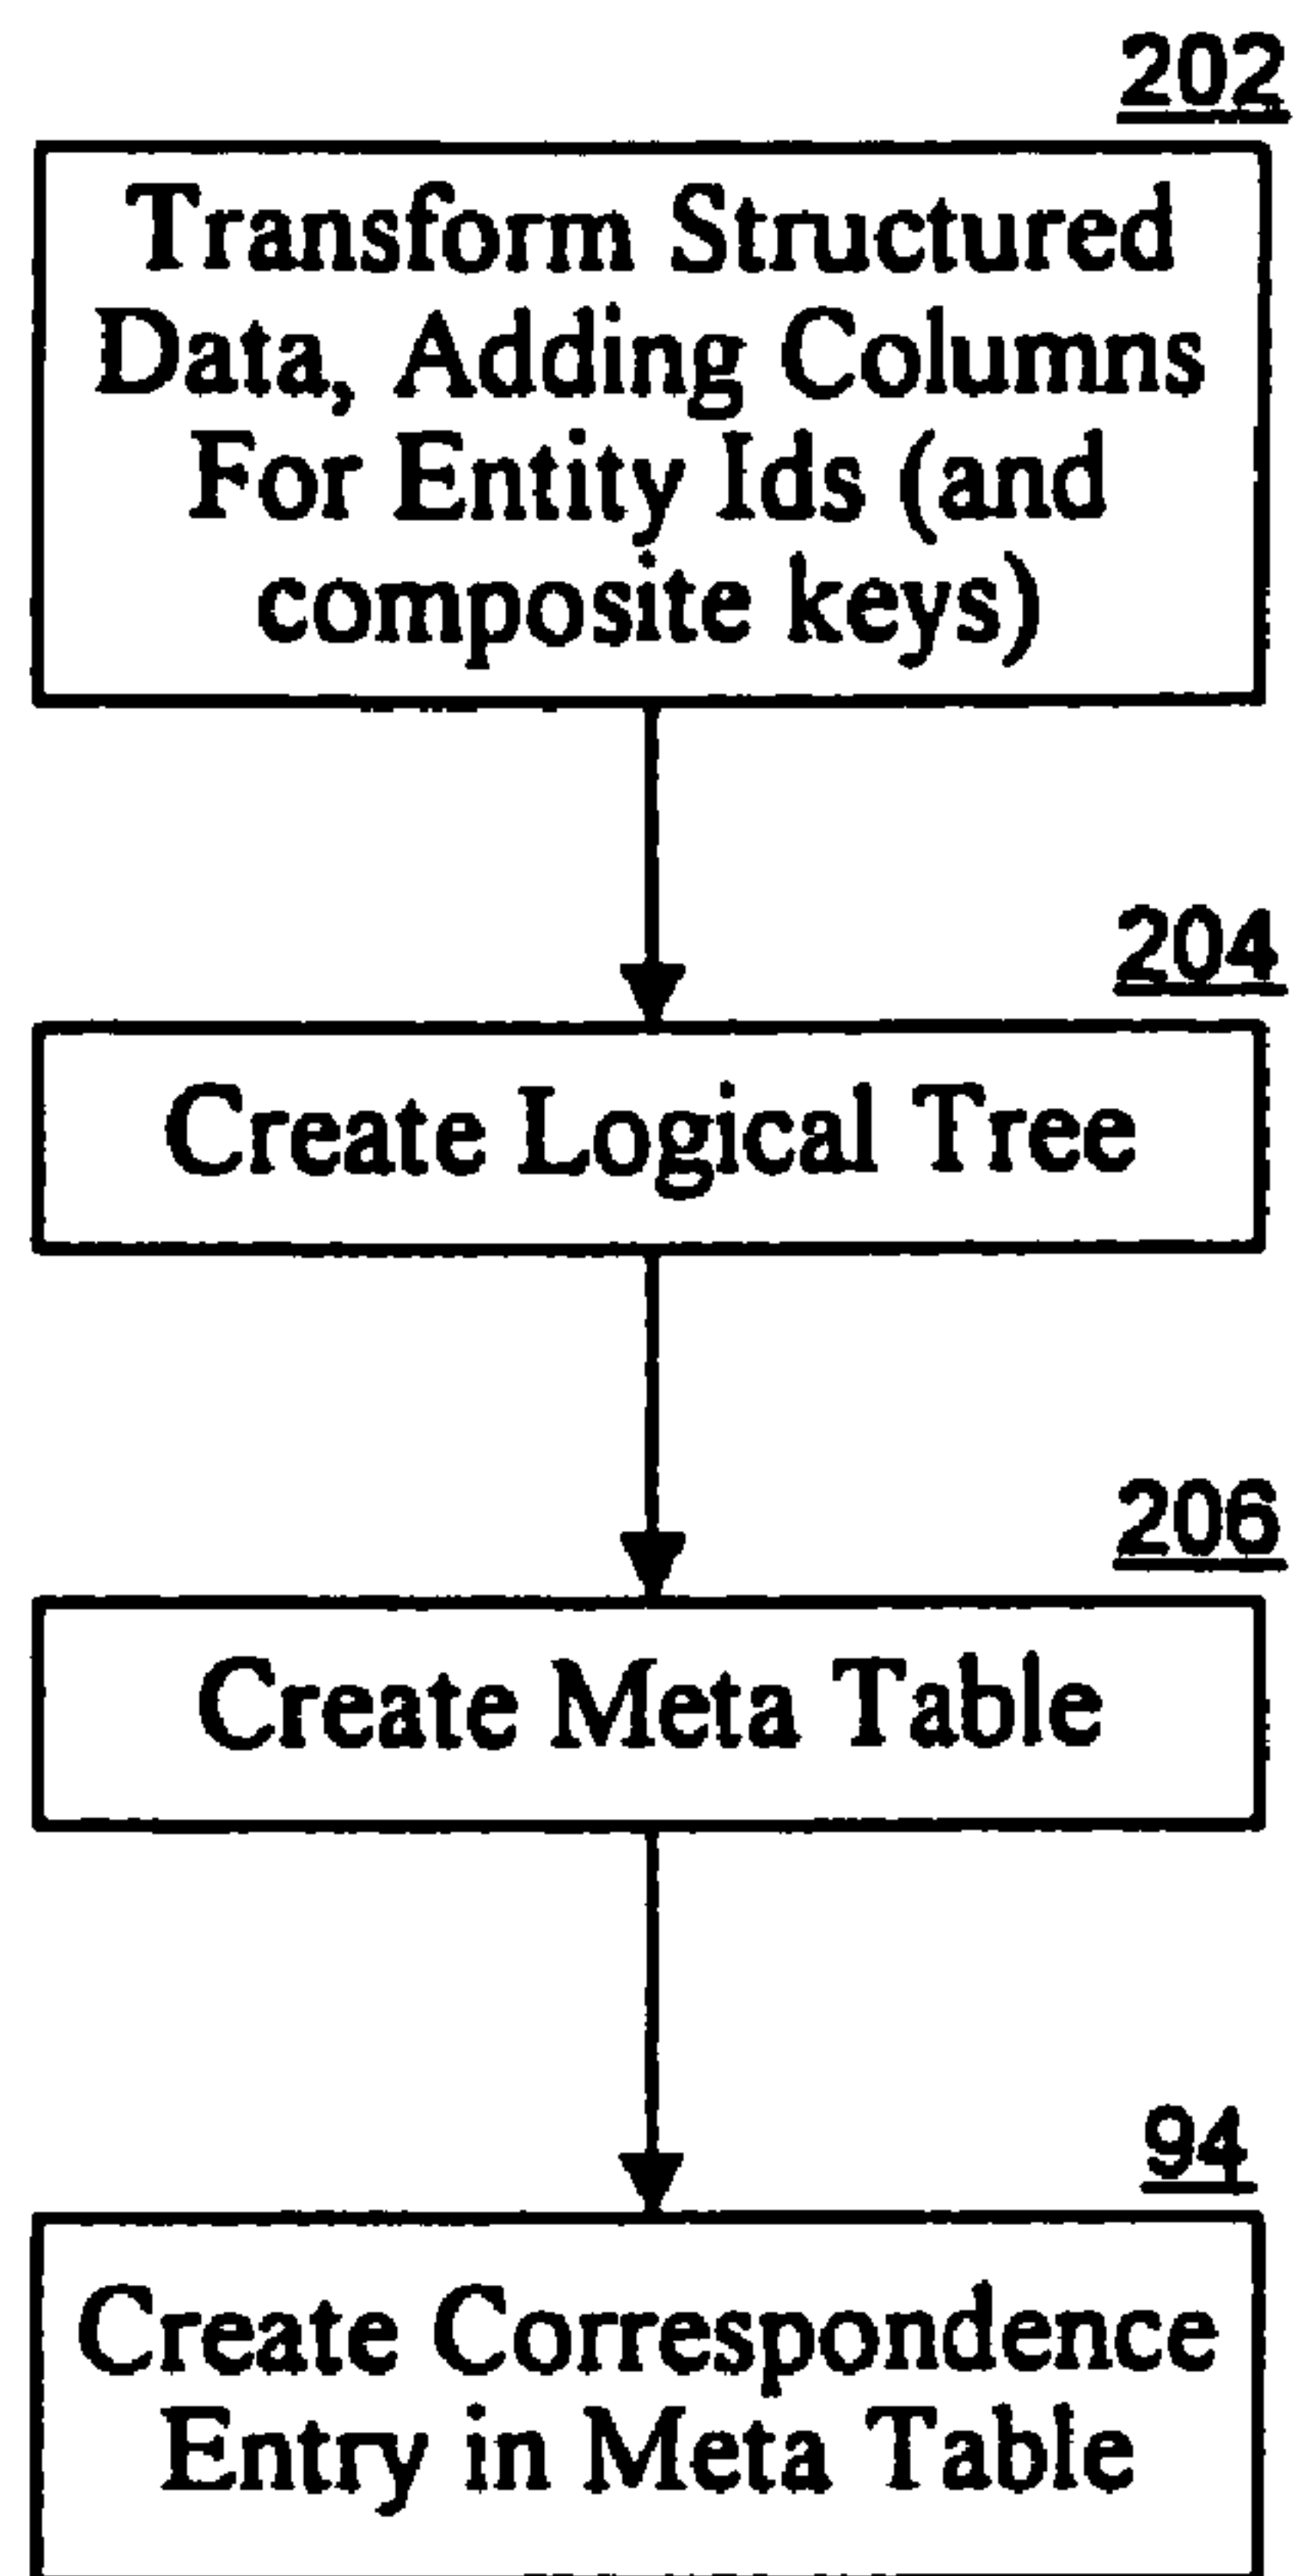 202
Transform Structured
Data, Adding Columns
For Entity Ids (and
composite keys)
204
Create Logical Tree
206
Create Meta Table
94
Create Correspondence
Entry in Meta Table